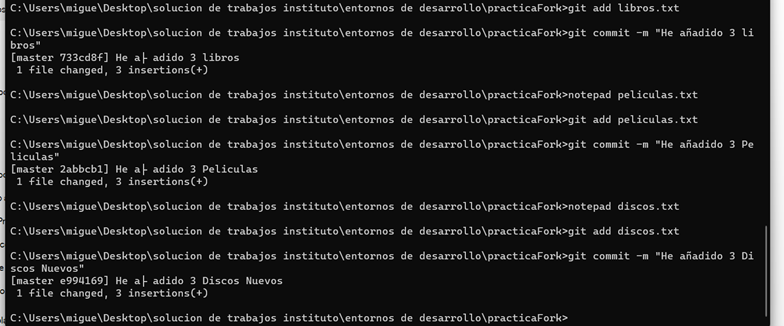 C:\Users\migue\Desktop\solucion de trabajos instituto\entornos de desarrollo\practicaFork>git add libros.txt
C:\Users\migue\Desktop\solucion de trabajos instituto\entornos de desarrollo\practicaFork>git commit -m "He añadido 3 li
bros"
[master 733cd8f] He a├ adido 3 libros
 1 file changed, 3 insertions(+)
C:\Users\migue\Desktop\solucion de trabajos instituto\entornos de desarrollo\practicaFork>notepad peliculas.txt
C:\Users\migue\Desktop\solucion de trabajos instituto\entornos de desarrollo\practicaFork>git add peliculas.txt
C:\Users\migue\Desktop\solucion de trabajos instituto\entornos de desarrollo\practicaFork>git commit -m "He añadido 3 Pe
liculas"
[master 2abbcb1] He a├ adido 3 Peliculas
 1 file changed, 3 insertions(+)
C:\Users\migue\Desktop\solucion de trabajos instituto\entornos de desarrollo\practicaFork>notepad discos.txt
C:\Users\migue\Desktop\solucion de trabajos instituto\entornos de desarrollo\practicaFork>git add discos.txt
C:\Users\migue\Desktop\solucion de trabajos instituto\entornos de desarrollo\practicaFork>git commit -m "He añadido 3 Di
scos Nuevos"
[master e994169] He a├ adido 3 Discos Nuevos
 1 file changed, 3 insertions(+)
C:\Users\migue\Desktop\solucion de trabajos instituto\entornos de desarrollo\practicaFork>